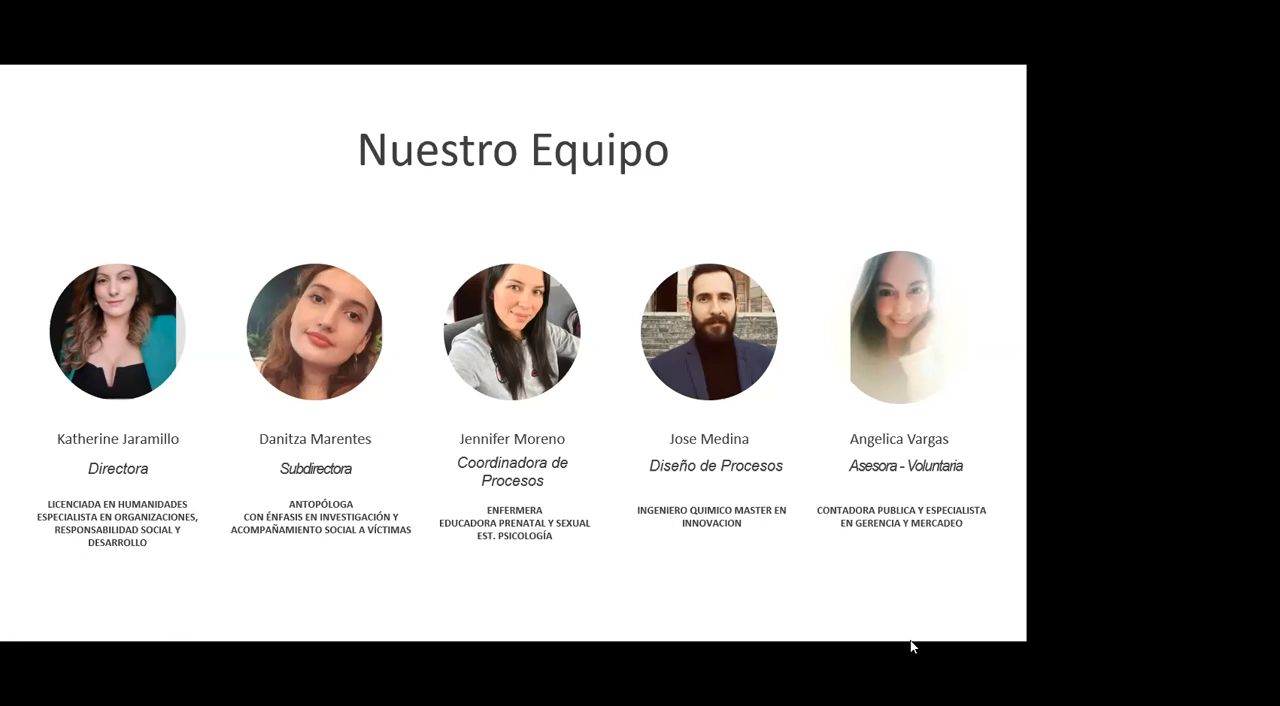 Nuestro Equipo
Katherine Jaramillo
Directora
LICENCIADA EN HUMANIDADES
ESPECIALISTA EN ORGANIZACIONES,
RESPONSABILIDAD SOCIAL Y
DESARROLLO
Danitza Marentes
Subdirectora
ANTOPÓLOGA
CON ÉNFASIS EN INVESTIGACIÓN Y
ACOMPAÑAMIENTO SOCIAL A VÍCTIMAS
Jennifer Moreno
Coordinadora de
Procesos
ENFERMERA
EDUCADORA PRENATAL Y SEXUAL
EST. PSICOLOGÍA
Jose Medina
Diseño de Procesos
INGENIERO QUIMICO MASTER EN
INNOVACION
Angelica Vargas
Asesora - Voluntaria
CONTADORA PUBLICA Y ESPECIALISTA
EN GERENCIA Y MERCADEO